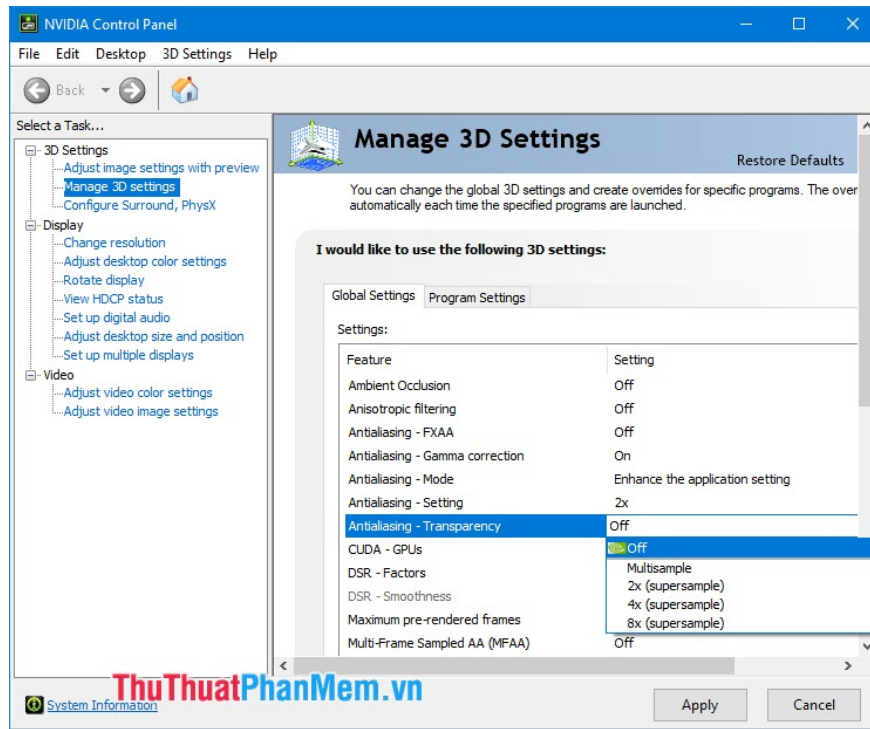 NVIDIA Control Panel
File Edit Desktop 3D Settings Help
Back
Select a Task...
3D Settings
Adjust image settings with preview
Manage 3D settings
Configure Surround, PhysX
Display
Change resolution
Adjust desktop color settings
Rotate display
View HDCP status
Set up digital audio
Adjust desktop size and position
Set up multiple displays
Video
Adjust video color settings
Adjust video image settings
Manage 3D Settings
Restore Defaults
You can change the global 3D settings and create overrides for specific programs. The over
automatically each time the specified programs are launched.
I would like to use the following 3D settings:
Global Settings Program Settings
Settings:
Feature Setting
Ambient Occlusion Off
Anisotropic filtering Off
Antialiasing - FXAA Off
Antialiasing - Gamma correction On
Antialiasing - Mode Enhance the application setting
Antialiasing - Setting 2x
Antialiasing - Transparency Off
CUDA - GPUs Off
DSR - Factors Multisample
2x (supersample)
DSR - Smoothness 4x (supersample)
Maximum pre-rendered frames 8x (supersample)
Multi-Frame Sampled AA (MFAA) Off
ThuThuatPhanMem.vn
System Information
Apply Cancel